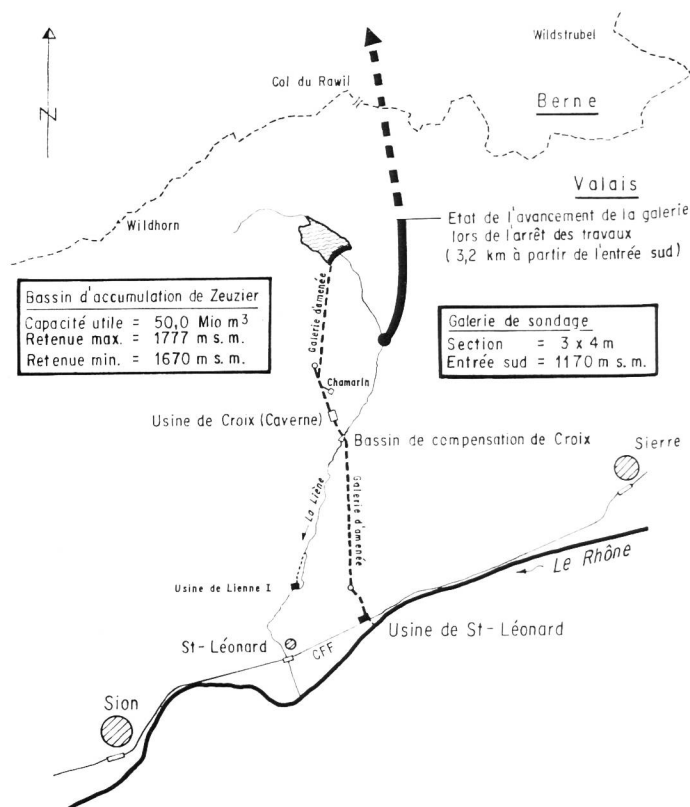 Wildstrubel
Col du Rawil
Berne
N
Valais
Etat de l'avancement de la galerie
lors de l'arrêt des travaux
( 3,2 km à partir de l'entrée sud)
Wildhorn
Bassin d'accumulation de Zeuzier
Capacité utile = 50,0 Mio m³
Retenue max. = 1777 m s.m.
Retenue min. = 1670 m s.m.
Galerie d'amenée
Galerie de sondage
Section = 3 x 4 m
Entrée sud = 1170 m s.m.
Chamarin
Usine de Croix (Caverne)
Bassin de compensation de Croix
Sierre
La Liène
Galerie d'amenée
Le Rhône
Usine de Lienne I
Usine de St-Léonard
St-Léonard
CFF
Sion